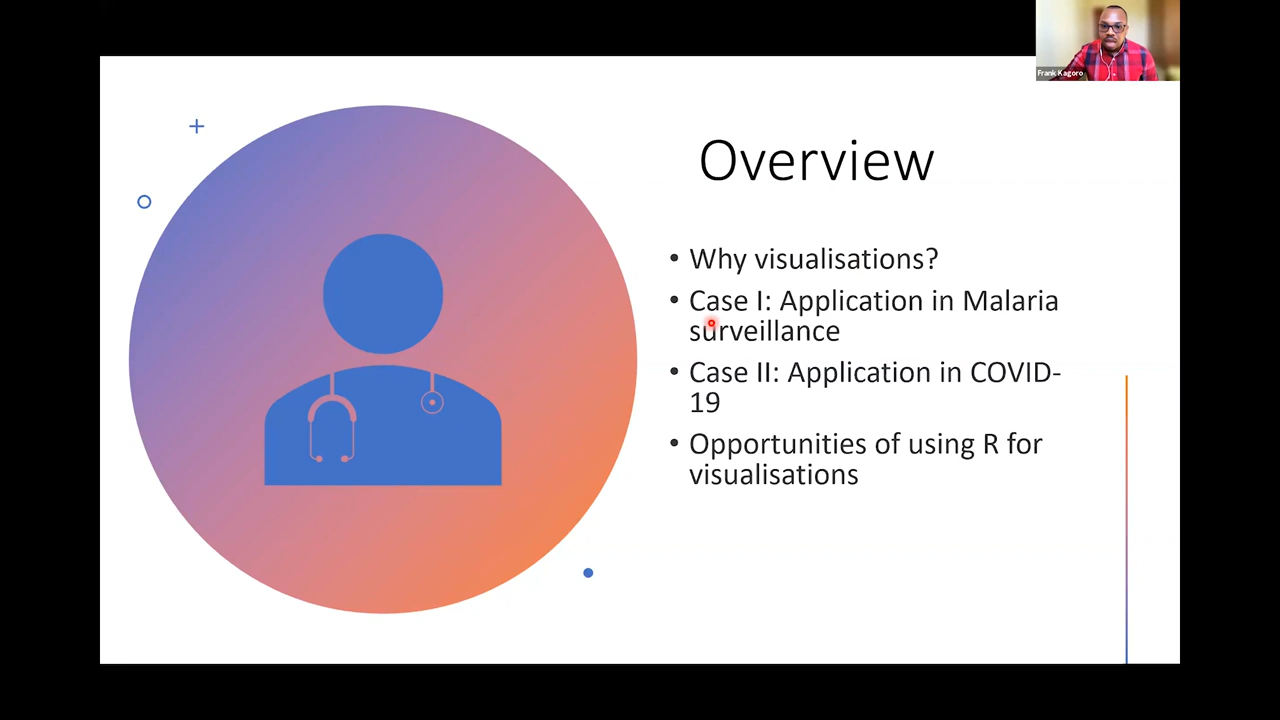 Frank Kagoro
Overview
• Why visualisations?
• Case I: Application in Malaria
surveillance
• Case II: Application in COVID-
19
• Opportunities of using R for
visualisations